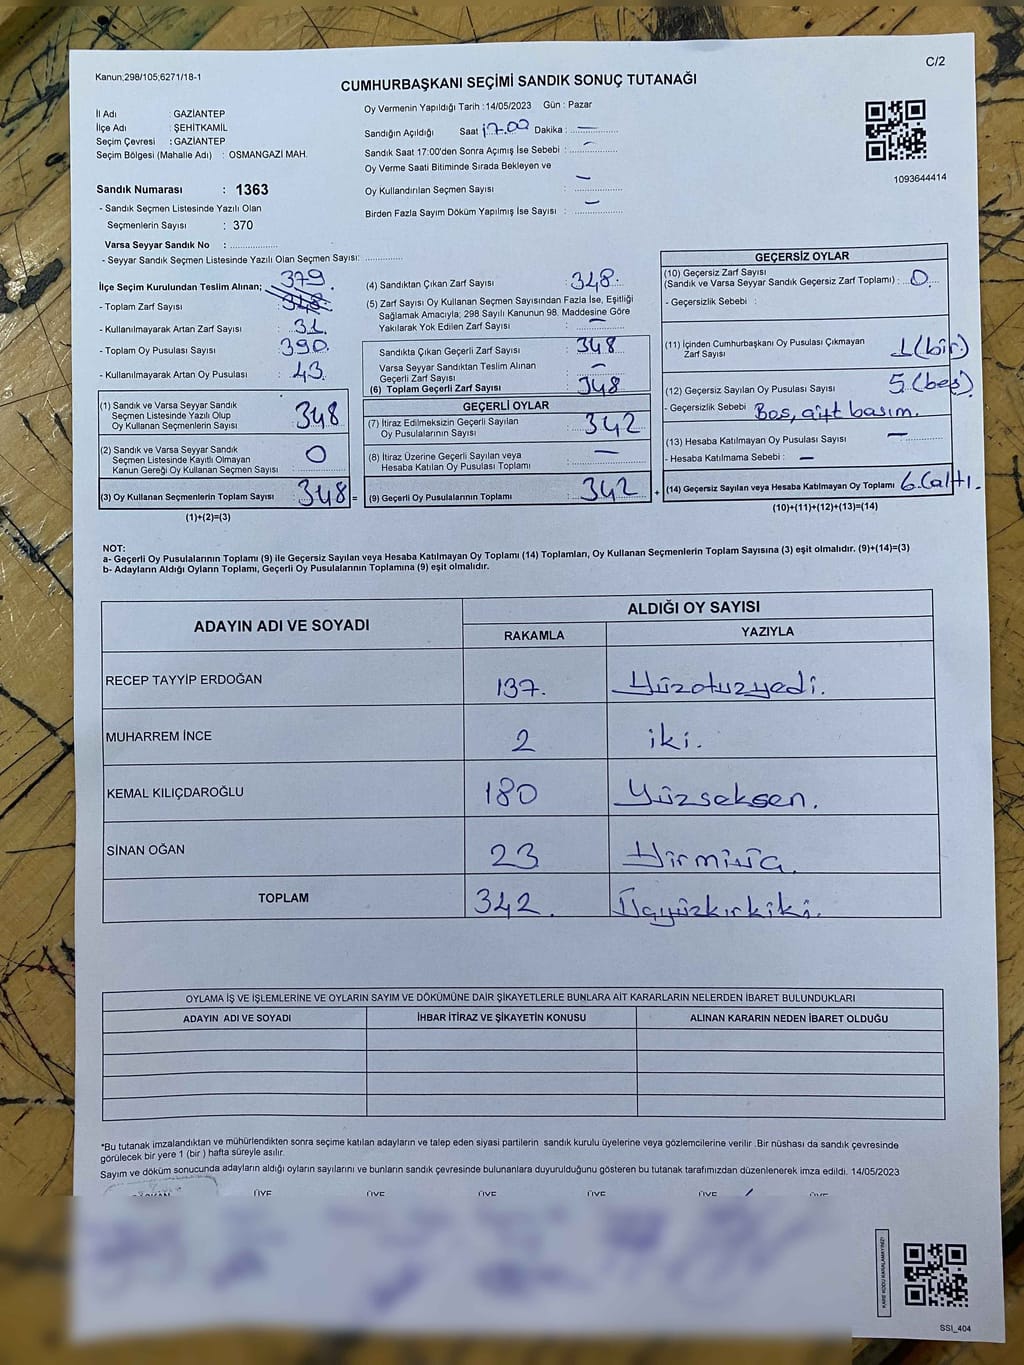 Kanun;298/105;6271/18-1
C/2
CUMHURBAŞKANI SEÇİMİ SANDIK SONUÇ TUTANAĞI
İl Adı : GAZİANTEP
İlçe Adı : ŞEHİTKAMİL
Seçim Çevresi : GAZİANTEP
Seçim Bölgesi (Mahalle Adı) : OSMANGAZİ MAH.
Sandık Numarası : 1363
- Sandık Seçmen Listesinde Yazılı Olan
Seçmenlerin Sayısı : 370
Varsa Seyyar Sandık No : ..................
- Seyyar Sandık Seçmen Listesinde Yazılı Olan Seçmen Sayısı: ..............
Oy Vermenin Yapıldığı Tarih :14/05/2023 Gün : Pazar
Sandığın Açıldığı Saat 17.00 Dakika : —
Sandık Saat 17:00'den Sonra Açımış İse Sebebi : —
Oy Verme Saati Bitiminde Sırada Bekleyen ve
Oy Kullandırılan Seçmen Sayısı : —
Birden Fazla Sayım Döküm Yapılmış İse Sayısı : —
1093644414
İlçe Seçim Kurulundan Teslim Alınan; 379.
- Toplam Zarf Sayısı : 348.
- Kullanılmayarak Artan Zarf Sayısı : 31.
- Toplam Oy Pusulası Sayısı : 390.
- Kullanılmayarak Artan Oy Pusulası : 43.
(1) Sandık ve Varsa Seyyar Sandık
Seçmen Listesinde Yazılı Olup
Oy Kullanan Seçmenlerin Sayısı : 348
(2) Sandık ve Varsa Seyyar Sandık
Seçmen Listesinde Kayıtlı Olmayan
Kanun Gereği Oy Kullanan Seçmen Sayısı : 0
(3) Oy Kullanan Seçmenlerin Toplam Sayısı : 348 =
(1)+(2)=(3)
(4) Sandıktan Çıkan Zarf Sayısı : 348.
(5) Zarf Sayısı Oy Kullanan Seçmen Sayısından Fazla İse, Eşitliği
Sağlamak Amacıyla; 298 Sayılı Kanunun 98. Maddesine Göre
Yakılarak Yok Edilen Zarf Sayısı : —
Sandıkta Çıkan Geçerli Zarf Sayısı : 348
Varsa Seyyar Sandıktan Teslim Alınan
Geçerli Zarf Sayısı : —
(6) Toplam Geçerli Zarf Sayısı : 348
GEÇERLİ OYLAR
(7) İtiraz Edilmeksizin Geçerli Sayılan
Oy Pusulalarının Sayısı : 342
(8) İtiraz Üzerine Geçerli Sayılan veya
Hesaba Katılan Oy Pusulası Toplamı : —
(9) Geçerli Oy Pusulalarının Toplamı : 342 +
GEÇERSİZ OYLAR
(10) Geçersiz Zarf Sayısı
(Sandık ve Varsa Seyyar Sandık Geçersiz Zarf Toplamı) : 0.
- Geçersizlik Sebebi :
(11) İçinden Cumhurbaşkanı Oy Pusulası Çıkmayan
Zarf Sayısı : 1 (bir)
(12) Geçersiz Sayılan Oy Pusulası Sayısı : 5. (beş)
- Geçersizlik Sebebi : Boş, çift basım.
(13) Hesaba Katılmayan Oy Pusulası Sayısı : —
- Hesaba Katılmama Sebebi : —
(14) Geçersiz Sayılan veya Hesaba Katılmayan Oy Toplamı 6. (altı.
(10)+(11)+(12)+(13)=(14)
NOT:
a- Geçerli Oy Pusulalarının Toplamı (9) ile Geçersiz Sayılan veya Hesaba Katılmayan Oy Toplamı (14) Toplamları, Oy Kullanan Seçmenlerin Toplam Sayısına (3) eşit olmalıdır. (9)+(14)=(3)
b- Adayların Aldığı Oyların Toplamı, Geçerli Oy Pusulalarının Toplamına (9) eşit olmalıdır.
ADAYIN ADI VE SOYADI
ALDIĞI OY SAYISI
RAKAMLA YAZIYLA
RECEP TAYYİP ERDOĞAN 137. Yüzotuzyedi.
MUHARREM İNCE 2 iki.
KEMAL KILIÇDAROĞLU 180 Yüzseksen.
SİNAN OĞAN 23 Yirmiüç.
TOPLAM 342. Üçyüzkırkiki.
OYLAMA İŞ VE İŞLEMLERİNE VE OYLARIN SAYIM VE DÖKÜMÜNE DAİR ŞİKAYETLERLE BUNLARA AİT KARARLARIN NELERDEN İBARET BULUNDUKLARI
ADAYIN ADI VE SOYADI İHBAR İTİRAZ VE ŞİKAYETİN KONUSU ALINAN KARARIN NEDEN İBARET OLDUĞU
*Bu tutanak imzalandıktan ve mühürlendikten sonra seçime katılan adayların ve talep eden siyasi partilerin sandık kurulu üyelerine veya gözlemcilerine verilir .Bir nüshası da sandık çevresinde
görülecek bir yere 1 (bir ) hafta süreyle asılır.
Sayım ve döküm sonucunda adayların aldığı oyların sayılarını ve bunların sandık çevresinde bulunanlara duyurulduğunu gösteren bu tutanak tarafımızdan düzenlenerek imza edildi. 14/05/2023
ÜYE ÜYE ÜYE ÜYE ÜYE
KARE KODU KARALAMAYINIZ!
SSI_404